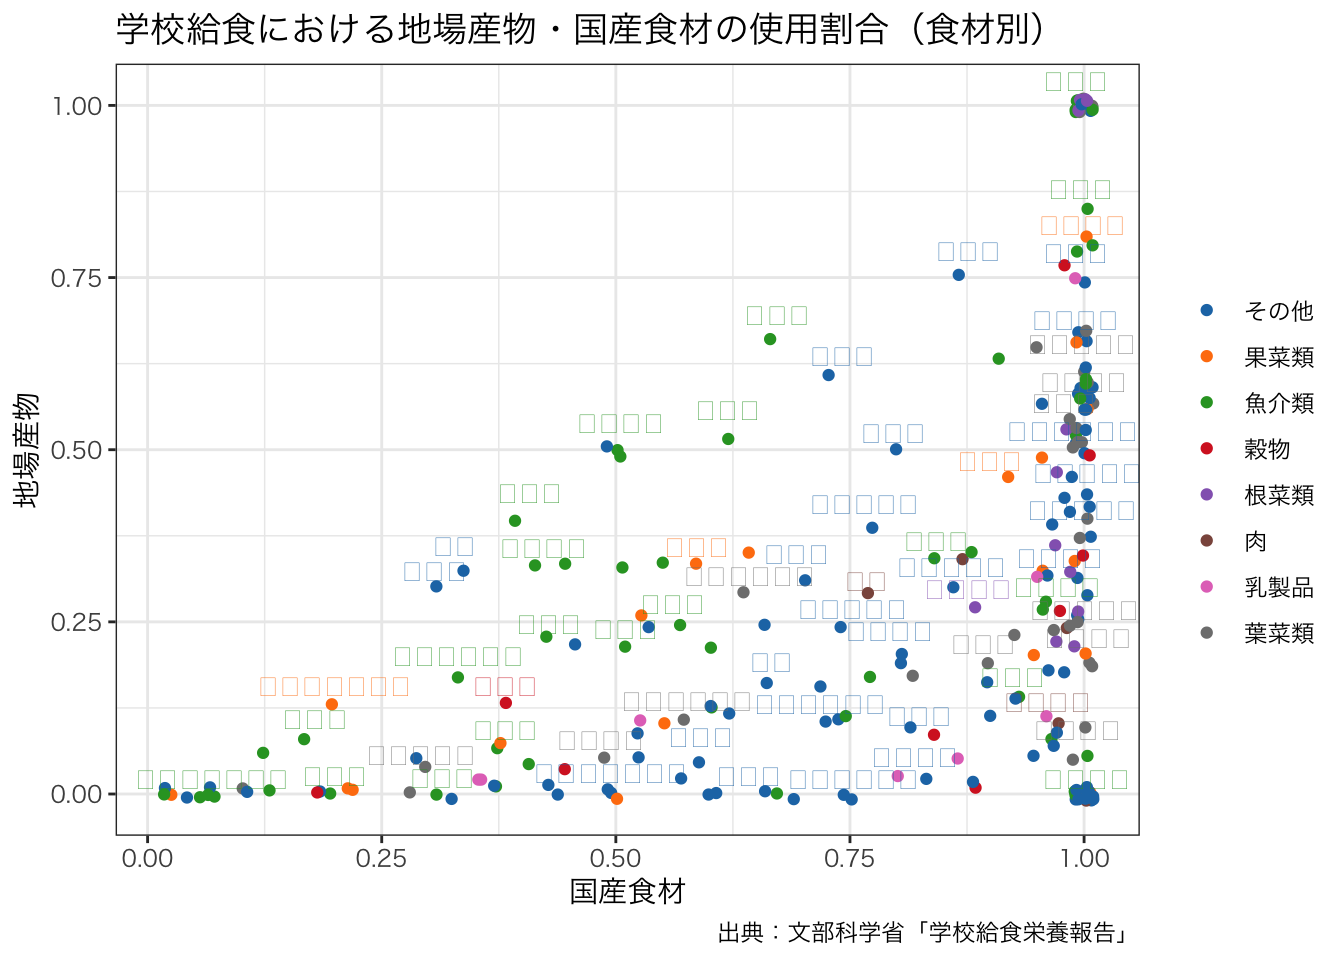 学校給食における地場産物・国産食材の使用割合（食材別）
1.00
0.75
0.50
0.25
0.00
地場産物
0.00 0.25 0.50 0.75 1.00
国産食材
その他
果菜類
魚介類
穀物
根菜類
肉
乳製品
葉菜類
出典：文部科学省「学校給食栄養報告」